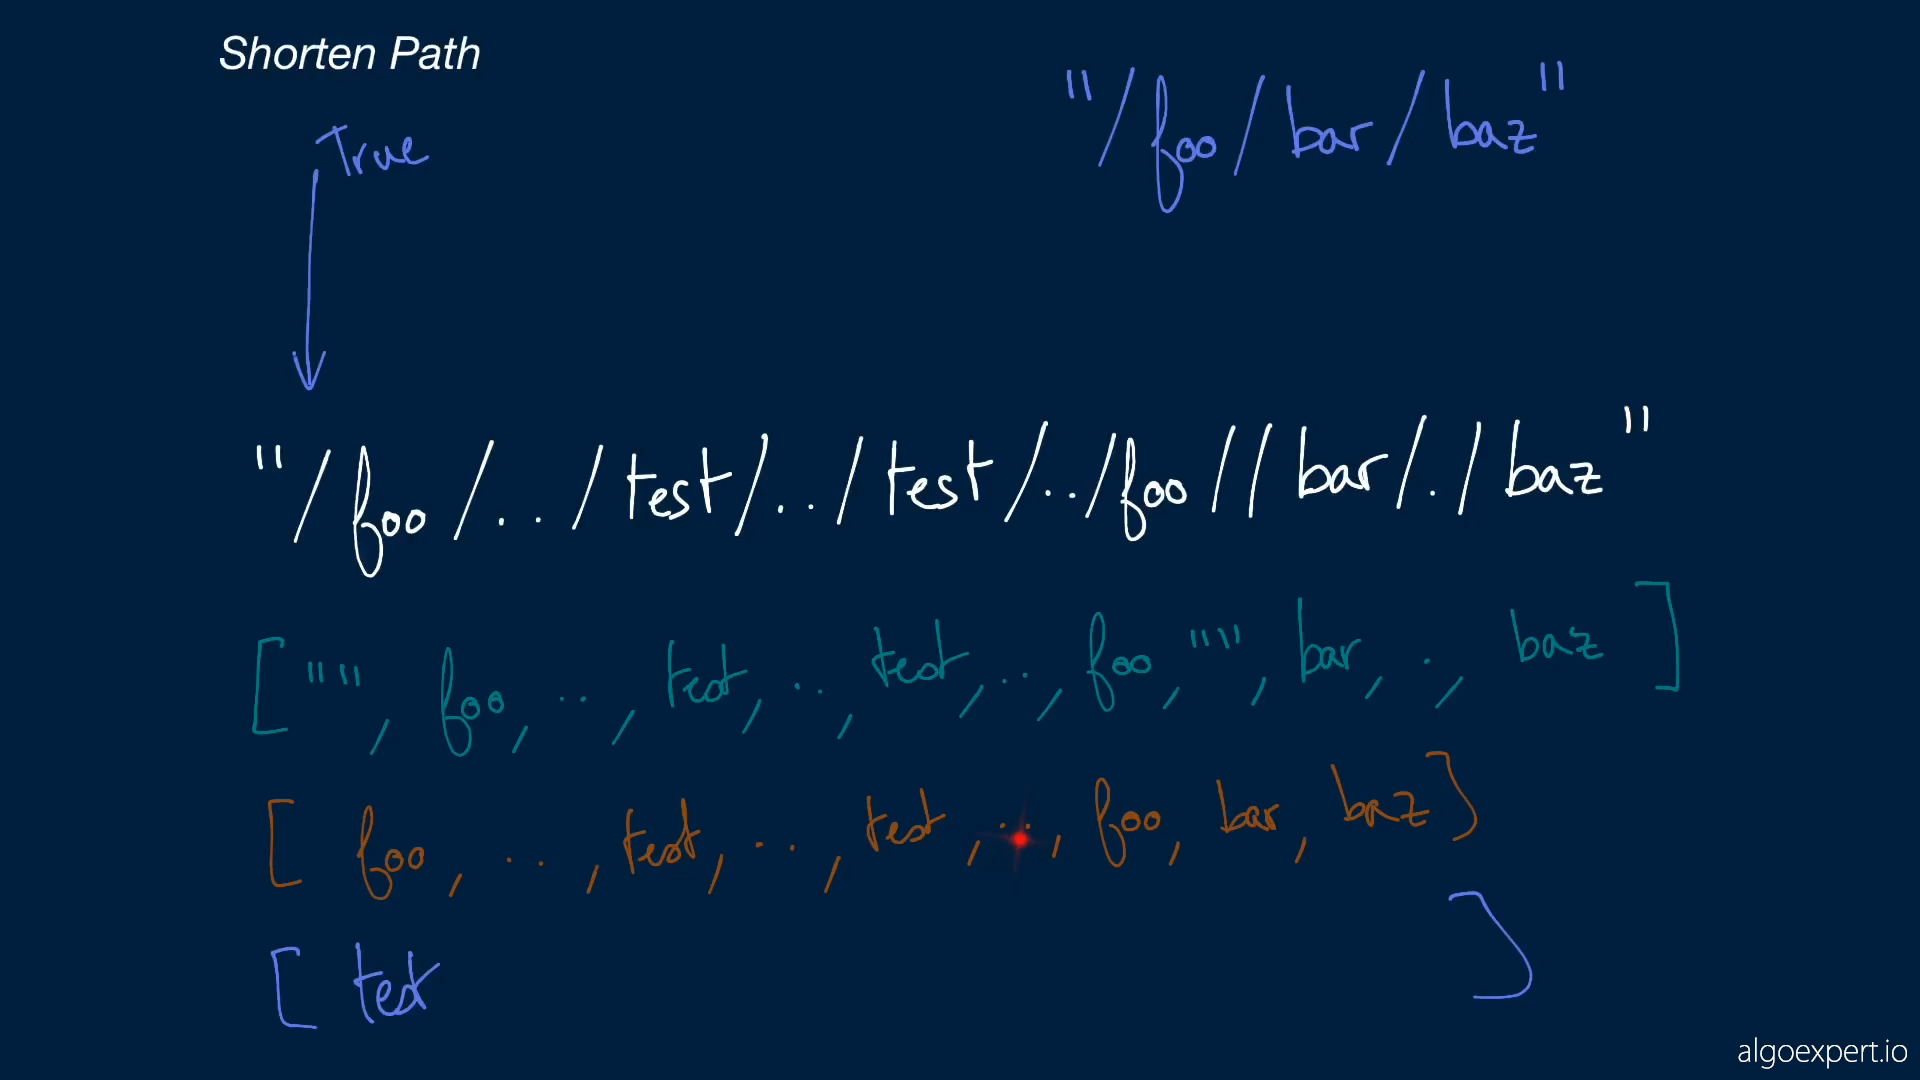 Shorten Path
"/foo/bar/baz"
True
"/foo/../test/../test/../foo//bar/./baz"
["", foo, .., test, .., test, .., foo, "", bar, ., baz]
[foo, .., test, .., test, .., foo, bar, baz]
[test ]
algoexpert.io